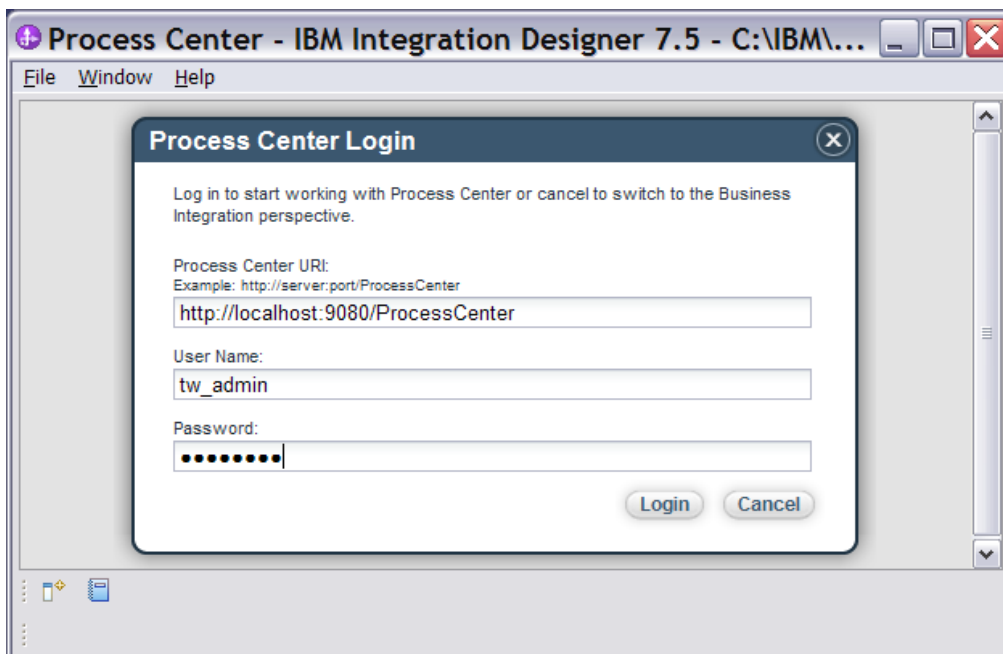 Process Center - IBM Integration Designer 7.5 - C:\IBM\...
File Window Help
Process Center Login
Log in to start working with Process Center or cancel to switch to the Business
Integration perspective.
Process Center URI:
Example: http://server:port/ProcessCenter
http://localhost:9080/ProcessCenter
User Name:
tw_admin
Password:
●●●●●●●●
Login Cancel